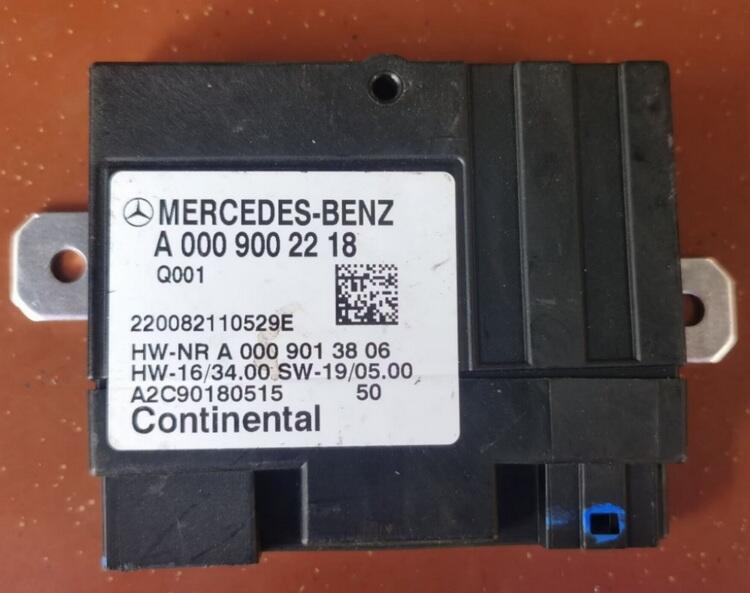 MERCEDES-BENZ
A 000 900 22 18
Q001
220082110529E
HW-NR A 000 901 38 06
HW-16/34.00 SW-19/05.00
A2C90180515 50
Continental